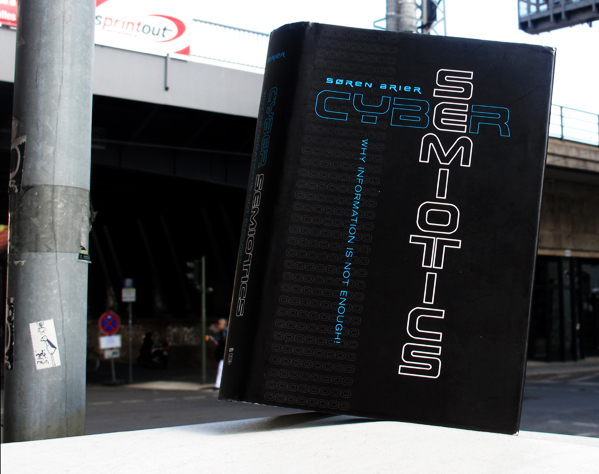 sprintout
SØREN BRIER
CYBER
SEMIOTICS
WHY INFORMATION IS NOT ENOUGH!
CYBER SEMIOTICS